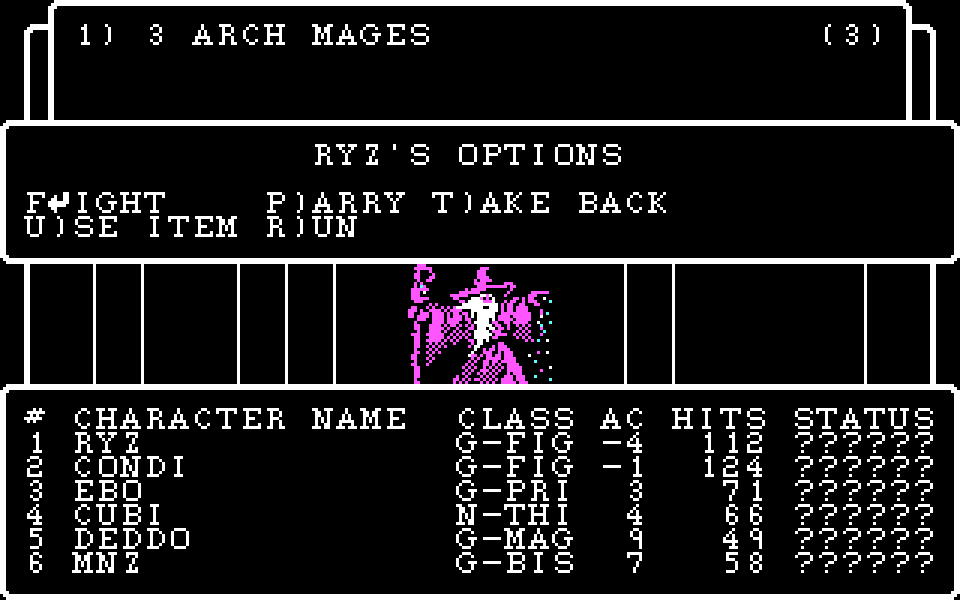 1) 3 ARCH MAGES (3)
RYZ'S OPTIONS
F↵IGHT P)ARRY T)AKE BACK
U)SE ITEM R)UN
# CHARACTER NAME CLASS AC HITS STATUS
1 RYZ G-FIG -4 112 ??????
2 CONDI G-FIG -1 124 ??????
3 EBO G-PRI 3 71 ??????
4 CUBI N-THI 4 66 ??????
5 DEDDO G-MAG 9 49 ??????
6 MNZ G-BIS 7 58 ??????